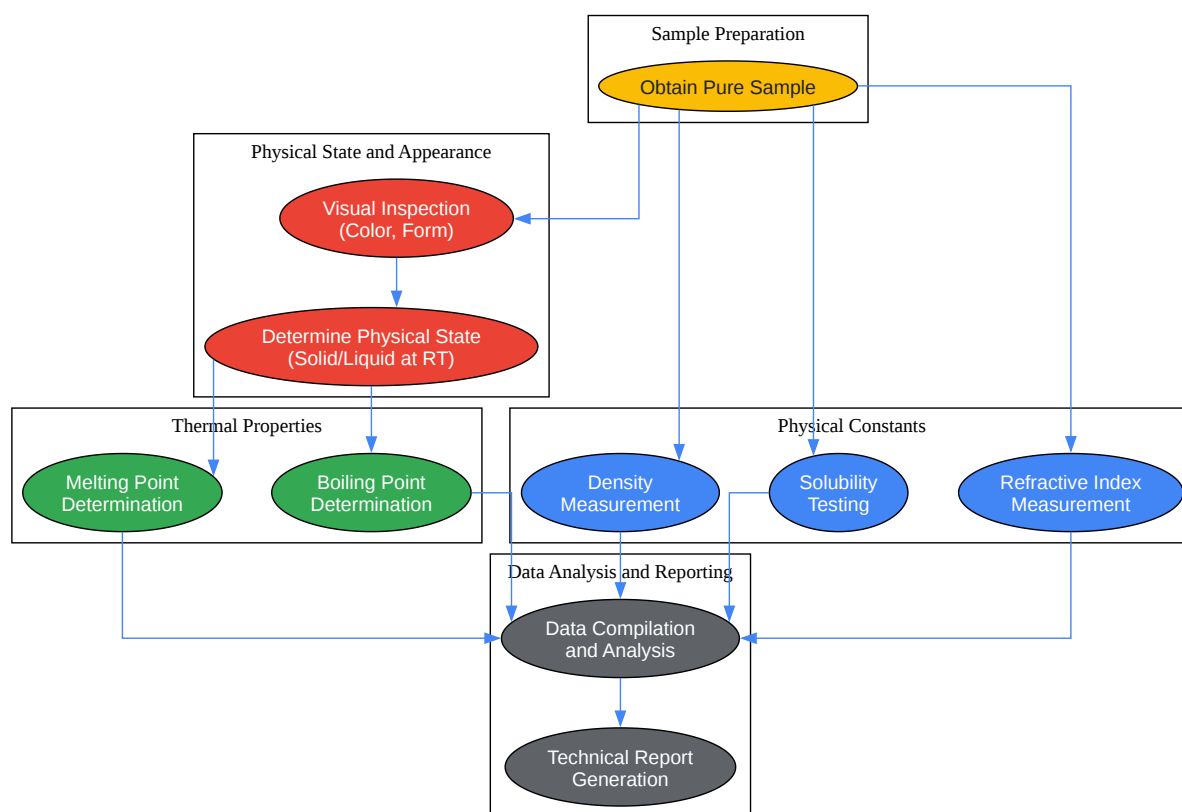 Sample Preparation
Obtain Pure Sample
Physical State and Appearance
Visual Inspection
(Color, Form)
Determine Physical State
(Solid/Liquid at RT)
Thermal Properties
Melting Point
Determination
Boiling Point
Determination
Physical Constants
Density
Measurement
Solubility
Testing
Refractive Index
Measurement
Data Analysis and Reporting
Data Compilation
and Analysis
Technical Report
Generation